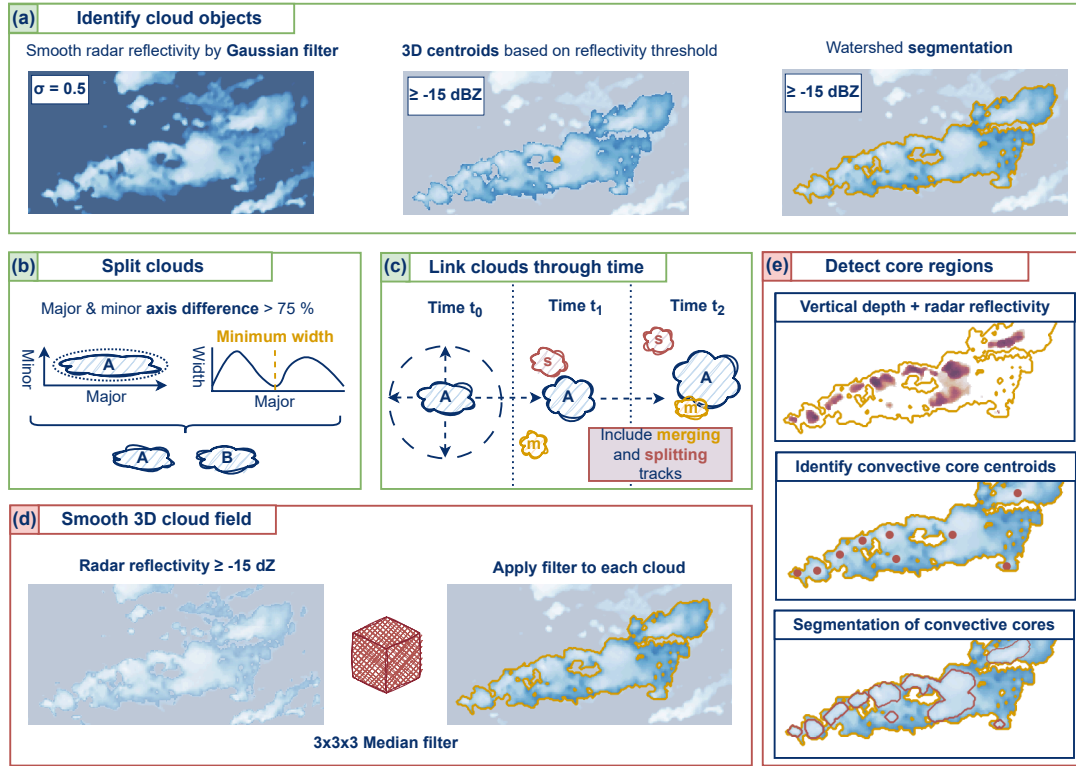 (a) Identify cloud objects
Smooth radar reflectivity by Gaussian filter
3D centroids based on reflectivity threshold
Watershed segmentation
σ = 0.5
≥ -15 dBZ
≥ -15 dBZ
(b) Split clouds
Major & minor axis difference > 75 %
Minor
A
Major
Minimum width
Width
Major
A
B
(c) Link clouds through time
Time t0
Time t1
Time t2
A
s
A
m
s
A
m
Include merging
and splitting
tracks
(d) Smooth 3D cloud field
Radar reflectivity ≥ -15 dZ
Apply filter to each cloud
3x3x3 Median filter
(e) Detect core regions
Vertical depth + radar reflectivity
Identify convective core centroids
Segmentation of convective cores